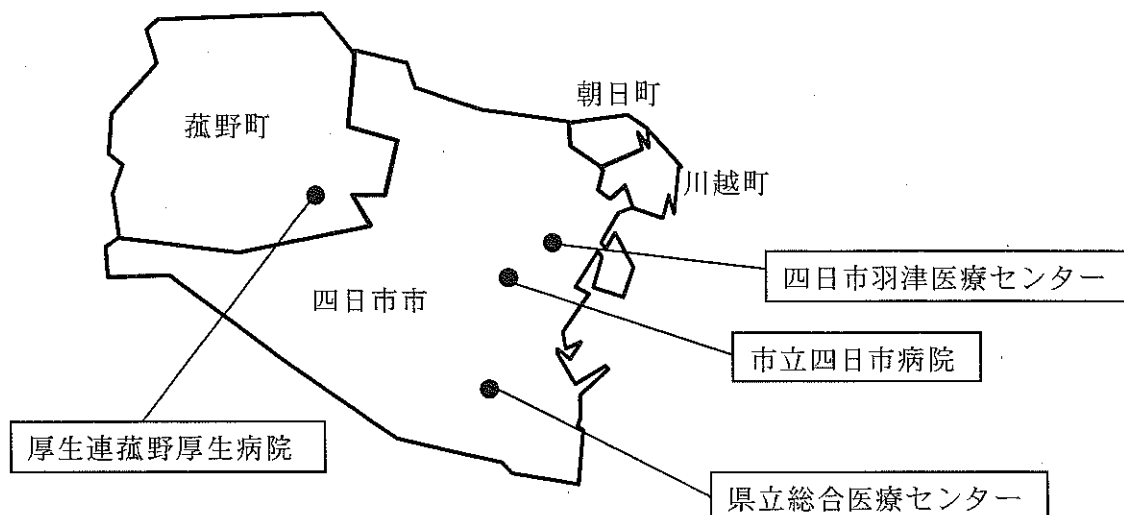 朝日町
菰野町
川越町
四日市羽津医療センター
四日市市
市立四日市病院
厚生連菰野厚生病院
県立総合医療センター